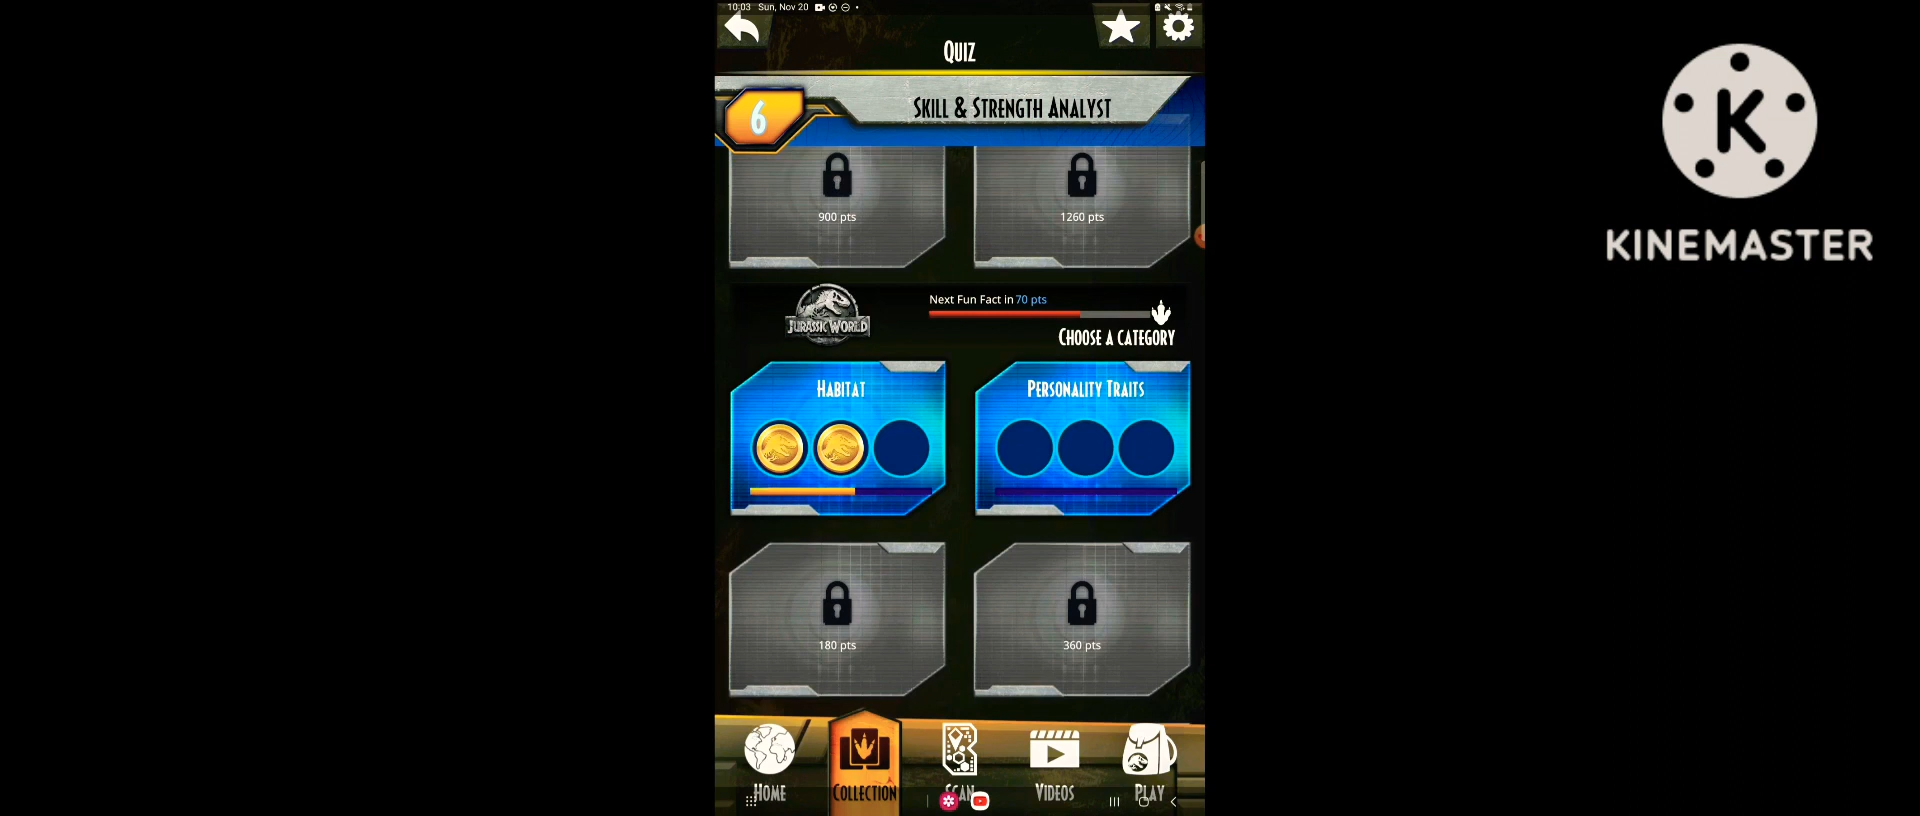 10:03 Sun, Nov 20
QUIZ
6
SKILL & STRENGTH ANALYST
900 pts
1260 pts
JURASSIC WORLD
Next Fun Fact in 70 pts
CHOOSE A CATEGORY
HABITAT
PERSONALITY TRAITS
180 pts
360 pts
HOME
COLLECTION
SCAN
VIDEOS
PLAY
K
KINEMASTER